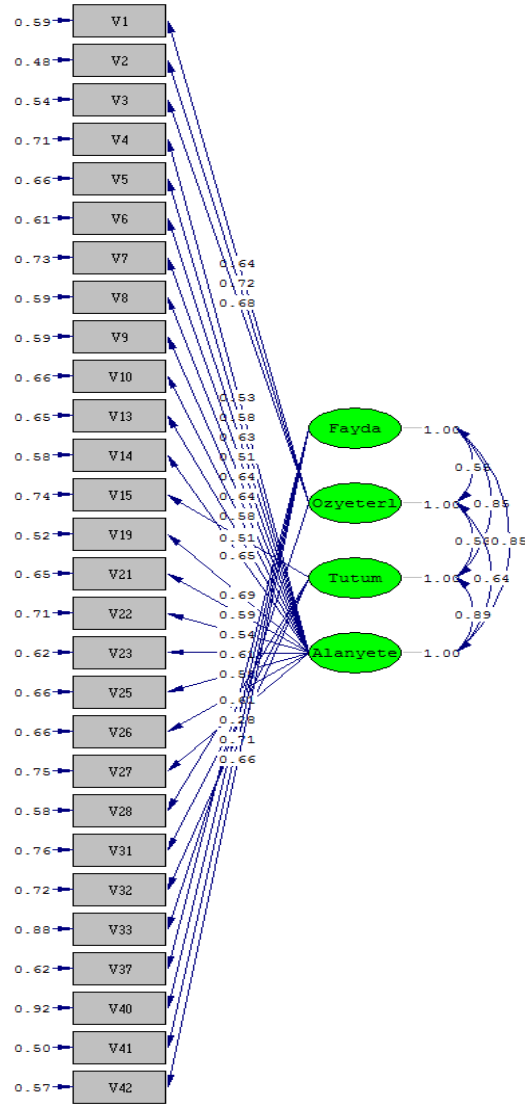 0.59 V1
0.48 V2
0.54 V3
0.71 V4
0.66 V5
0.61 V6
0.73 V7
0.59 V8
0.59 V9
0.66 V10
0.65 V13
0.58 V14
0.74 V15
0.52 V19
0.65 V21
0.71 V22
0.62 V23
0.66 V25
0.66 V26
0.75 V27
0.58 V28
0.76 V31
0.72 V32
0.88 V33
0.62 V37
0.92 V40
0.50 V41
0.57 V42
0.64
0.72
0.68
0.53
0.58
0.63
0.51
0.64
0.64
0.58
0.51
0.65
0.69
0.59
0.54
0.61
0.61
0.28
0.71
0.66
Fayda 1.00
Ozyeterl 1.00
Tutum 1.00
Alanyete 1.00
0.85
0.85
0.64
0.89